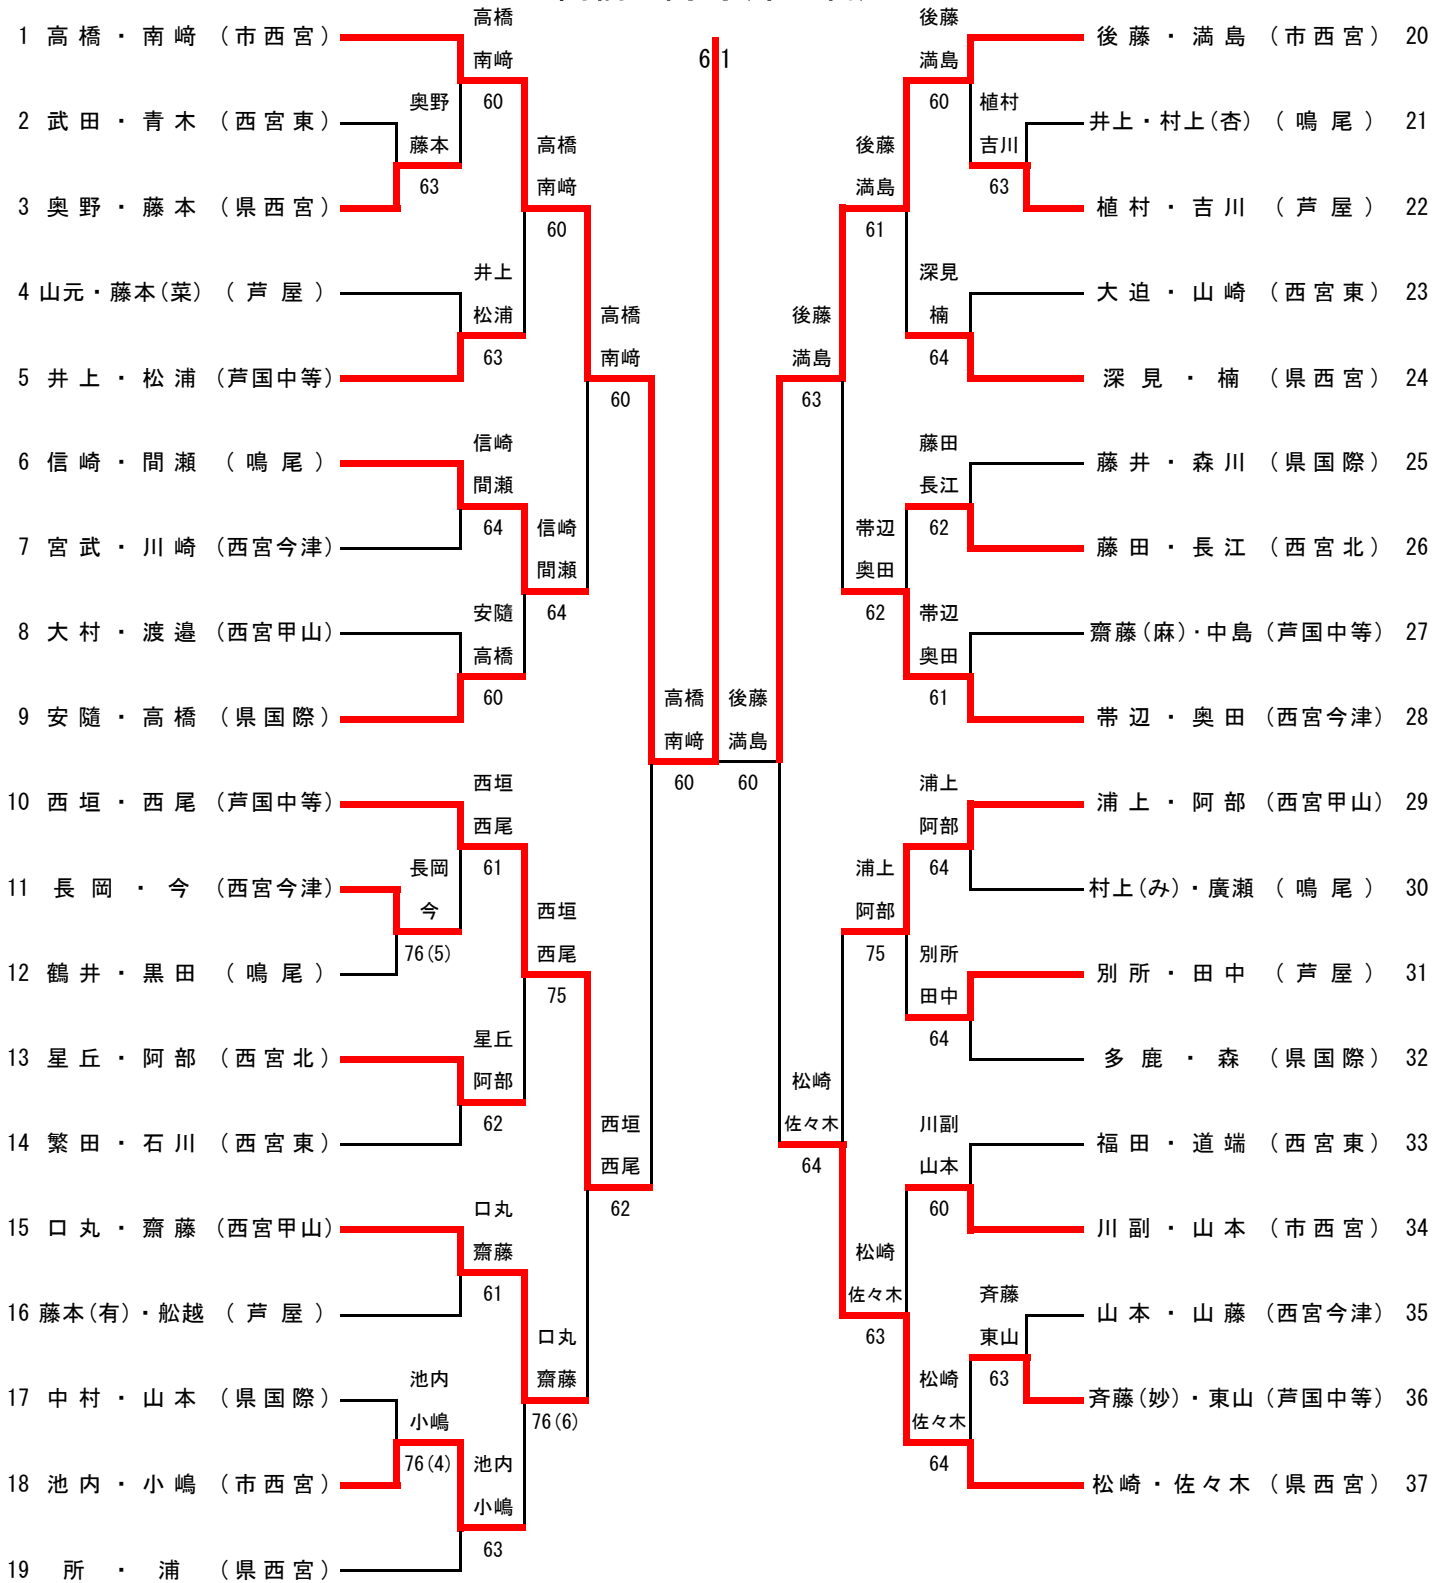 1 高橋・南﨑 (市西宮)
2 武田・青木 (西宮東)
3 奥野・藤本 (県西宮)
4 山元・藤本(菜) (芦屋)
5 井上・松浦 (芦国中等)
6 信崎・間瀬 (鳴尾)
7 宮武・川崎 (西宮今津)
8 大村・渡邉 (西宮甲山)
9 安隨・高橋 (県国際)
10 西垣・西尾 (芦国中等)
11 長岡・今 (西宮今津)
12 鶴井・黒田 (鳴尾)
13 星丘・阿部 (西宮北)
14 繁田・石川 (西宮東)
15 口丸・齋藤 (西宮甲山)
16 藤本(有)・舩越 (芦屋)
17 中村・山本 (県国際)
18 池内・小嶋 (市西宮)
19 所・浦 (県西宮)
奥野
藤本
63
長岡
今
76(5)
池内
小嶋
76(4)
高橋
南﨑
60
井上
松浦
63
信崎
間瀬
64
安隨
高橋
60
西垣
西尾
61
星丘
阿部
62
口丸
齋藤
61
池内
小嶋
63
高橋
南﨑
60
信崎
間瀬
64
西垣
西尾
75
口丸
齋藤
76(6)
高橋
南﨑
60
西垣
西尾
62
高橋
南﨑
60
61
後藤
満島
60
後藤
満島
63
松崎
佐々木
64
後藤
満島
61
帯辺
奥田
62
浦上
阿部
75
松崎
佐々木
63
後藤
満島
60
深見
楠
64
藤田
長江
62
帯辺
奥田
61
浦上
阿部
64
別所
田中
64
川副
山本
60
松崎
佐々木
64
植村
吉川
63
斉藤
東山
63
後藤・満島 (市西宮) 20
井上・村上(杏) (鳴尾) 21
植村・吉川 (芦屋) 22
大迫・山崎 (西宮東) 23
深見・楠 (県西宮) 24
藤井・森川 (県国際) 25
藤田・長江 (西宮北) 26
齋藤(麻)・中島 (芦国中等) 27
帯辺・奥田 (西宮今津) 28
浦上・阿部 (西宮甲山) 29
村上(み)・廣瀬 (鳴尾) 30
別所・田中 (芦屋) 31
多鹿・森 (県国際) 32
福田・道端 (西宮東) 33
川副・山本 (市西宮) 34
山本・山藤 (西宮今津) 35
斉藤(妙)・東山 (芦国中等) 36
松崎・佐々木 (県西宮) 37